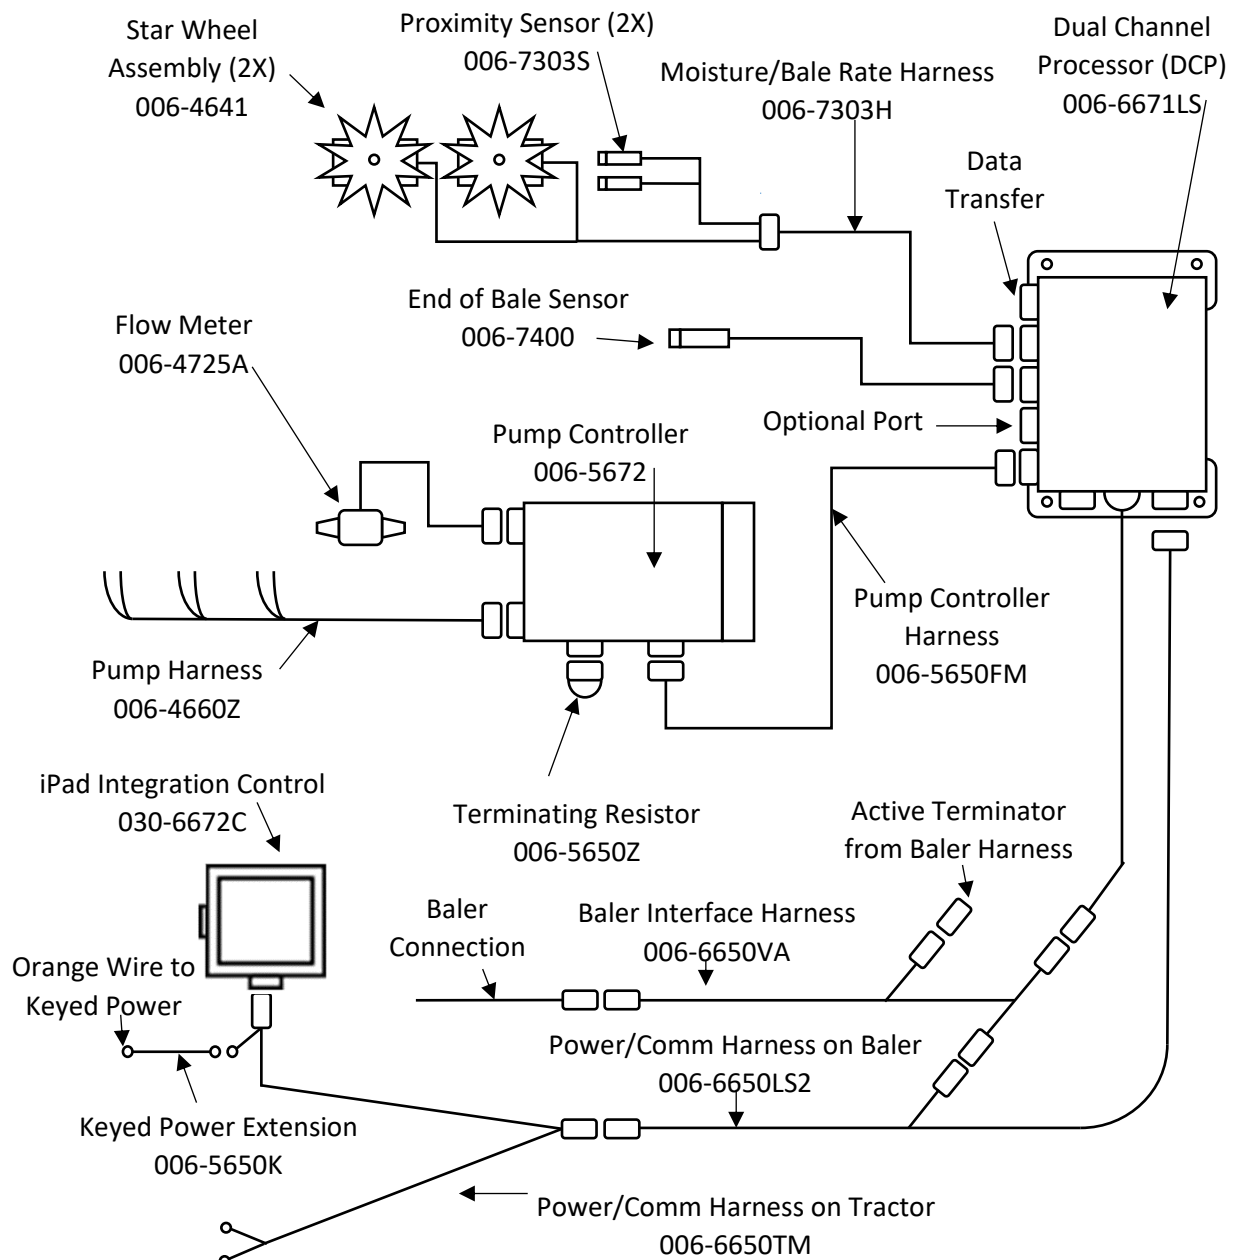 Star Wheel
Assembly (2X)
006-4641
Proximity Sensor (2X)
006-7303S
Moisture/Bale Rate Harness
006-7303H
Dual Channel
Processor (DCP)
006-6671LS
Data
Transfer
End of Bale Sensor
006-7400
Flow Meter
006-4725A
Optional Port
Pump Controller
006-5672
Pump Controller
Harness
006-5650FM
Pump Harness
006-4660Z
iPad Integration Control
030-6672C
Terminating Resistor
006-5650Z
Active Terminator
from Baler Harness
Baler
Connection
Baler Interface Harness
006-6650VA
Orange Wire to
Keyed Power
Power/Comm Harness on Baler
006-6650LS2
Keyed Power Extension
006-5650K
Power/Comm Harness on Tractor
006-6650TM